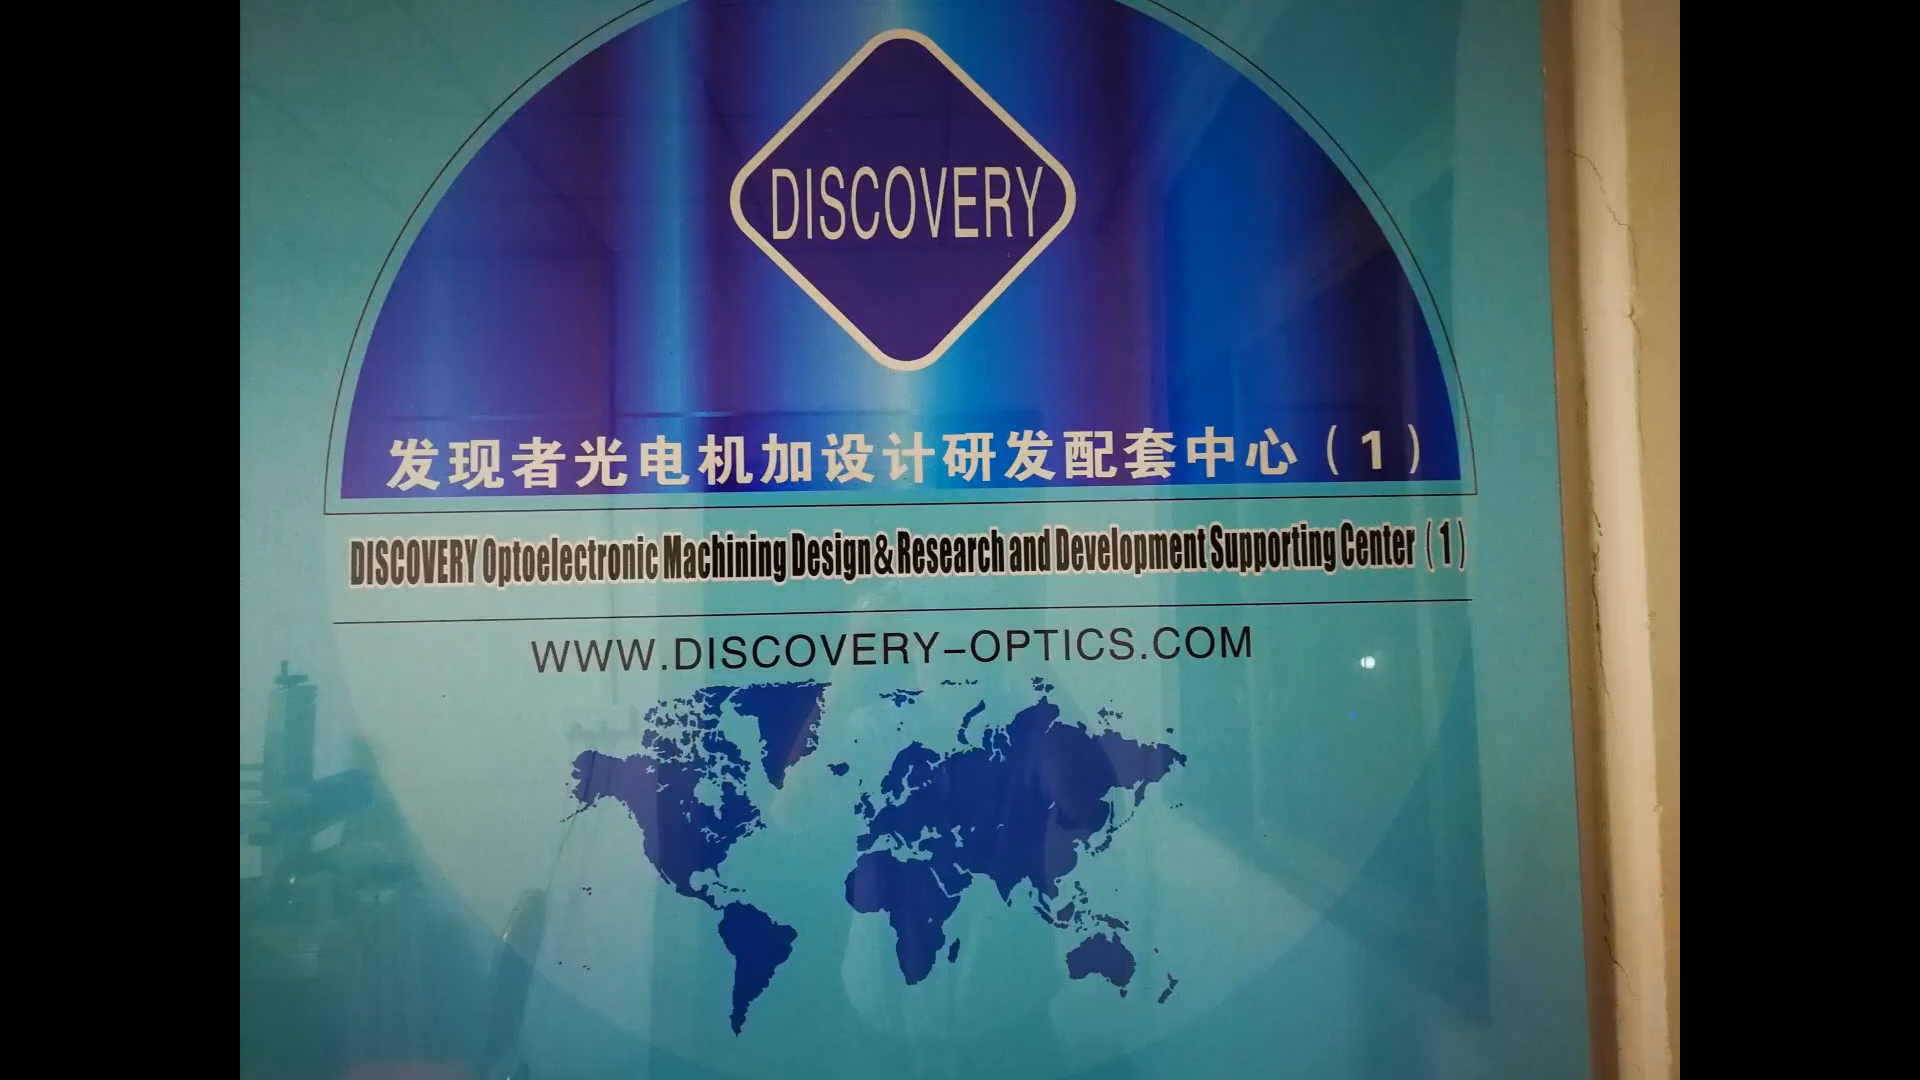 DISCOVERY
发现者光电机加设计研发配套中心（1）
DISCOVERY Optoelectronic Machining Design&Research and Development Supporting Center（1）
WWW.DISCOVERY-OPTICS.COM